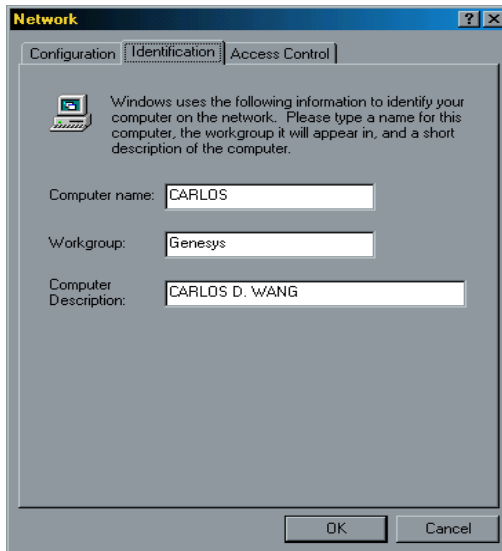 Network
Configuration Identification Access Control
Windows uses the following information to identify your
computer on the network. Please type a name for this
computer, the workgroup it will appear in, and a short
description of the computer.
Computer name: CARLOS
Workgroup: Genesys
Computer
Description: CARLOS D. WANG
OK Cancel